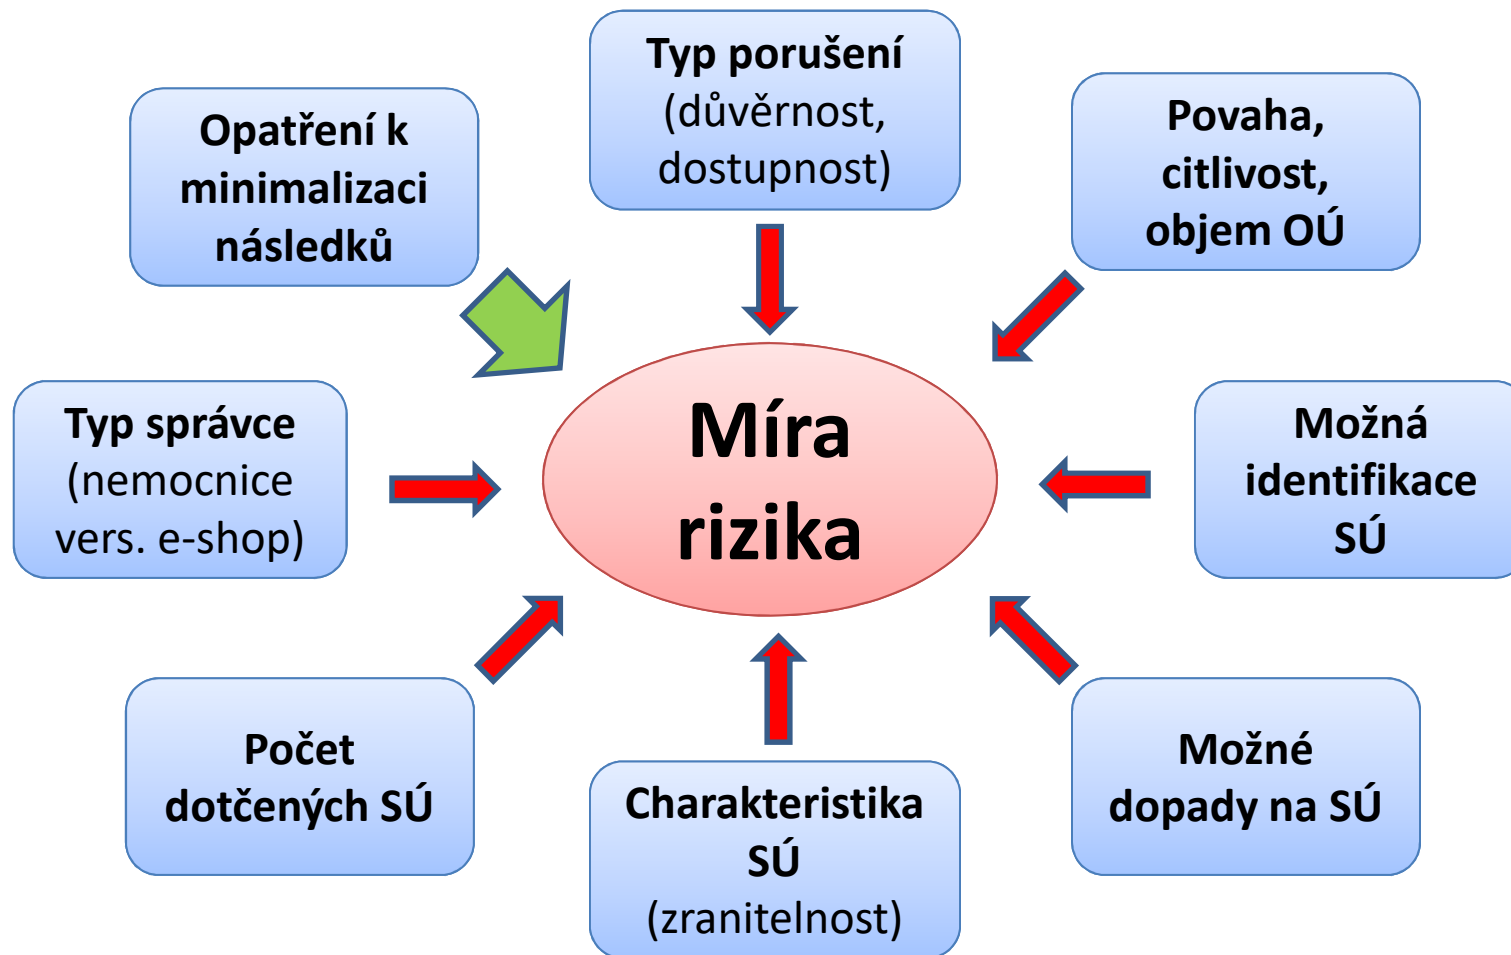 Typ porušení
(důvěrnost,
dostupnost)
Opatření k
minimalizaci
následků
Povaha,
citlivost,
objem OÚ
Typ správce
(nemocnice
vers. e-shop)
Míra
rizika
Možná
identifikace
SÚ
Počet
dotčených SÚ
Charakteristika
SÚ
(zranitelnost)
Možné
dopady na SÚ